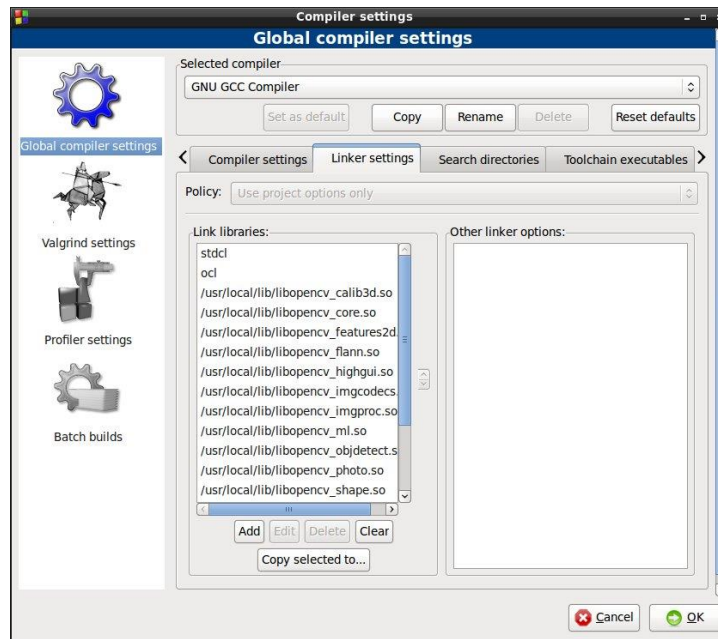 Compiler settings
Global compiler settings
Global compiler settings
Valgrind settings
Profiler settings
Batch builds
Selected compiler
GNU GCC Compiler
Set as default Copy Rename Delete Reset defaults
Compiler settings Linker settings Search directories Toolchain executables
Policy: Use project options only
Link libraries:
stdcl
ocl
/usr/local/lib/libopencv_calib3d.so
/usr/local/lib/libopencv_core.so
/usr/local/lib/libopencv_features2d.
/usr/local/lib/libopencv_flann.so
/usr/local/lib/libopencv_highgui.so
/usr/local/lib/libopencv_imgcodecs.
/usr/local/lib/libopencv_imgproc.so
/usr/local/lib/libopencv_ml.so
/usr/local/lib/libopencv_objdetect.s
/usr/local/lib/libopencv_photo.so
/usr/local/lib/libopencv_shape.so
Add Edit Delete Clear
Copy selected to...
Other linker options:
Cancel OK